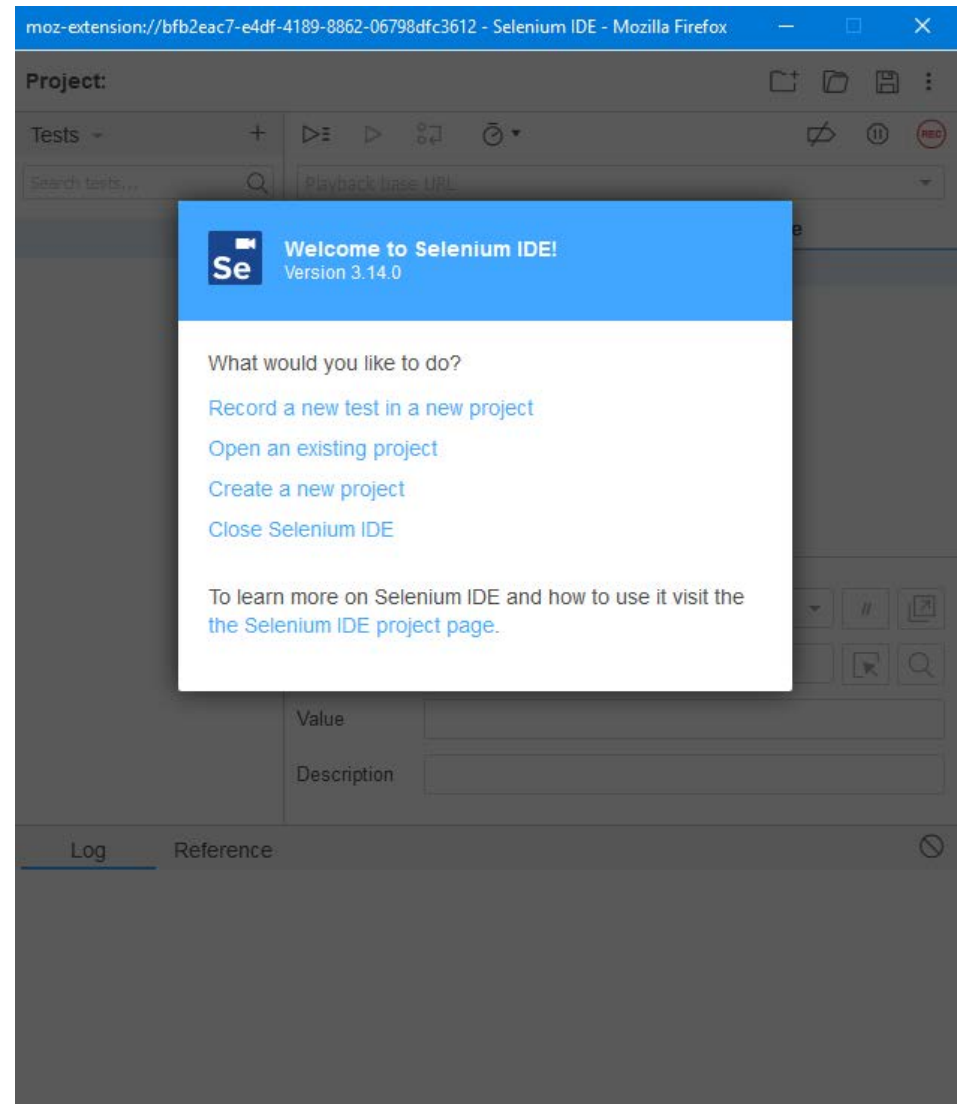 moz-extension://bfb2eac7-e4df-4189-8862-06798dfc3612 - Selenium IDE - Mozilla Firefox
Project:
Tests
Search tests...
Playback base URL
REC
e
Se
Welcome to Selenium IDE!
Version 3.14.0
What would you like to do?
Record a new test in a new project
Open an existing project
Create a new project
Close Selenium IDE
To learn more on Selenium IDE and how to use it visit the
the Selenium IDE project page.
//
Value
Description
Log Reference